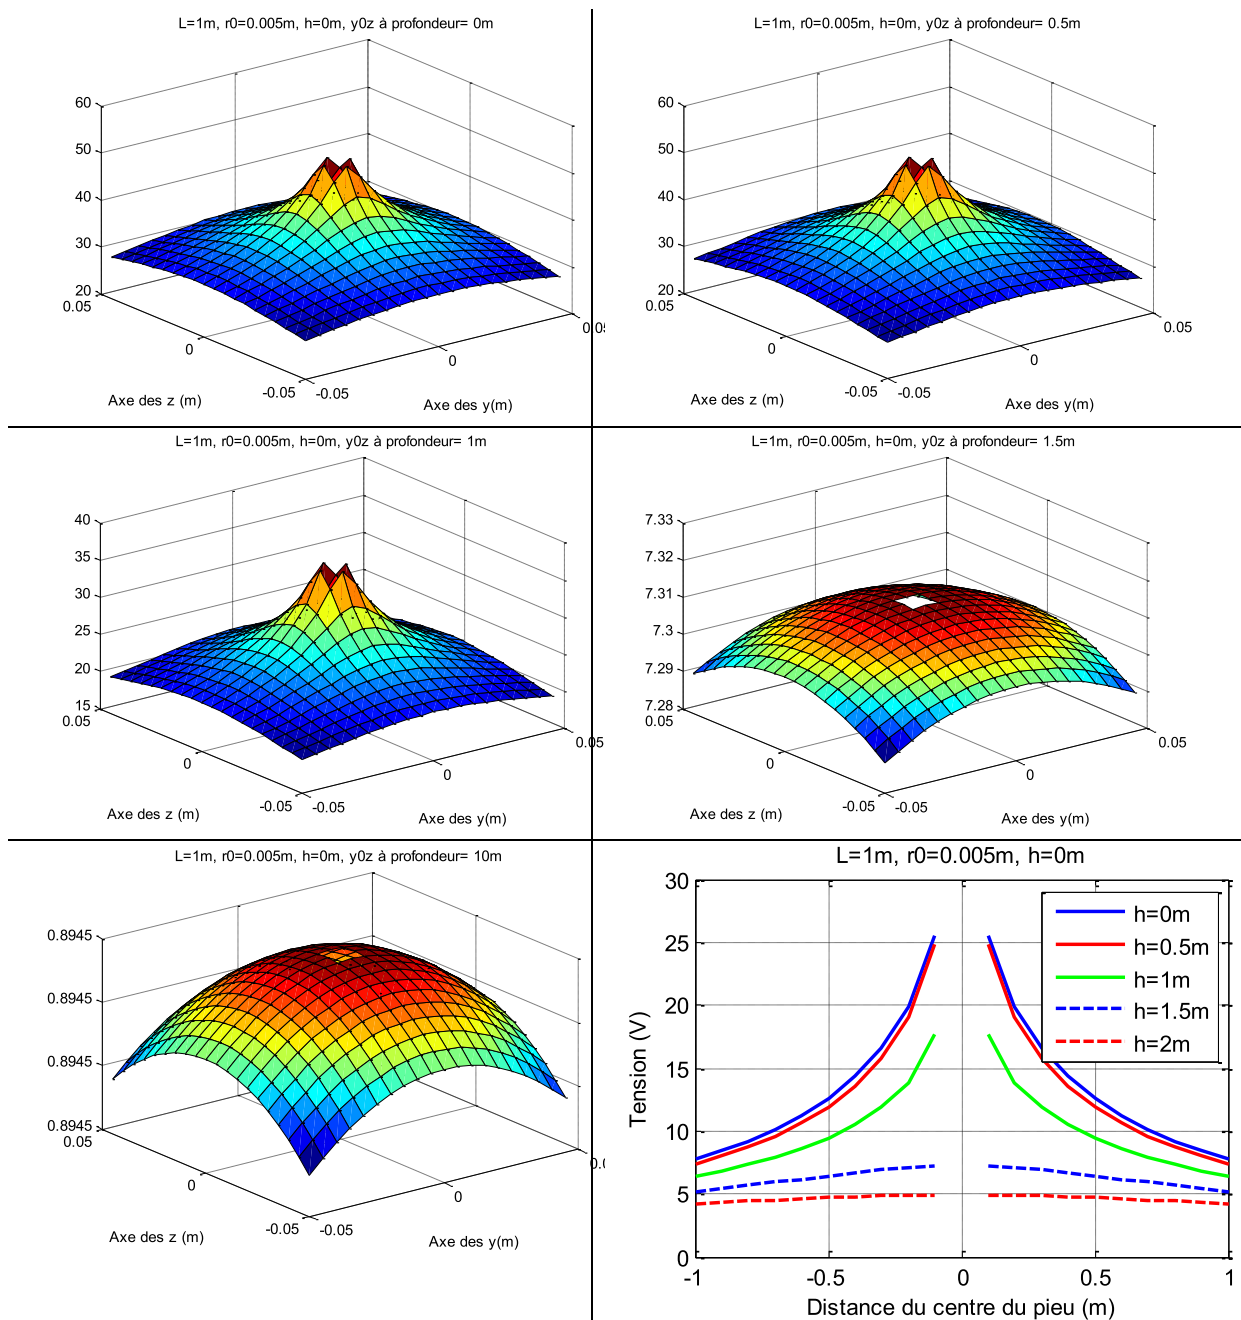 L=1m, r0=0.005m, h=0m, y0z à profondeur= 0m
60
50
40
30
20
0.05
0
-0.05
-0.05
0
0.05
Axe des z (m)
Axe des y(m)
L=1m, r0=0.005m, h=0m, y0z à profondeur= 0.5m
60
50
40
30
20
0.05
0
-0.05
-0.05
0
0.05
Axe des z (m)
Axe des y(m)
L=1m, r0=0.005m, h=0m, y0z à profondeur= 1m
40
35
30
25
20
15
0.05
0
-0.05
-0.05
0
0.05
Axe des z (m)
Axe des y(m)
L=1m, r0=0.005m, h=0m, y0z à profondeur= 1.5m
7.33
7.32
7.31
7.3
7.29
7.28
0.05
0
-0.05
-0.05
0
0.05
Axe des z (m)
Axe des y(m)
L=1m, r0=0.005m, h=0m, y0z à profondeur= 10m
0.8945
0.8945
0.8945
0.8945
0.05
0
-0.05
-0.05
0
Axe des z (m)
Axe des y(m)
L=1m, r0=0.005m, h=0m
30
25
20
15
10
5
0
Tension (V)
h=0m
h=0.5m
h=1m
h=1.5m
h=2m
-1
-0.5
0
0.5
1
Distance du centre du pieu (m)